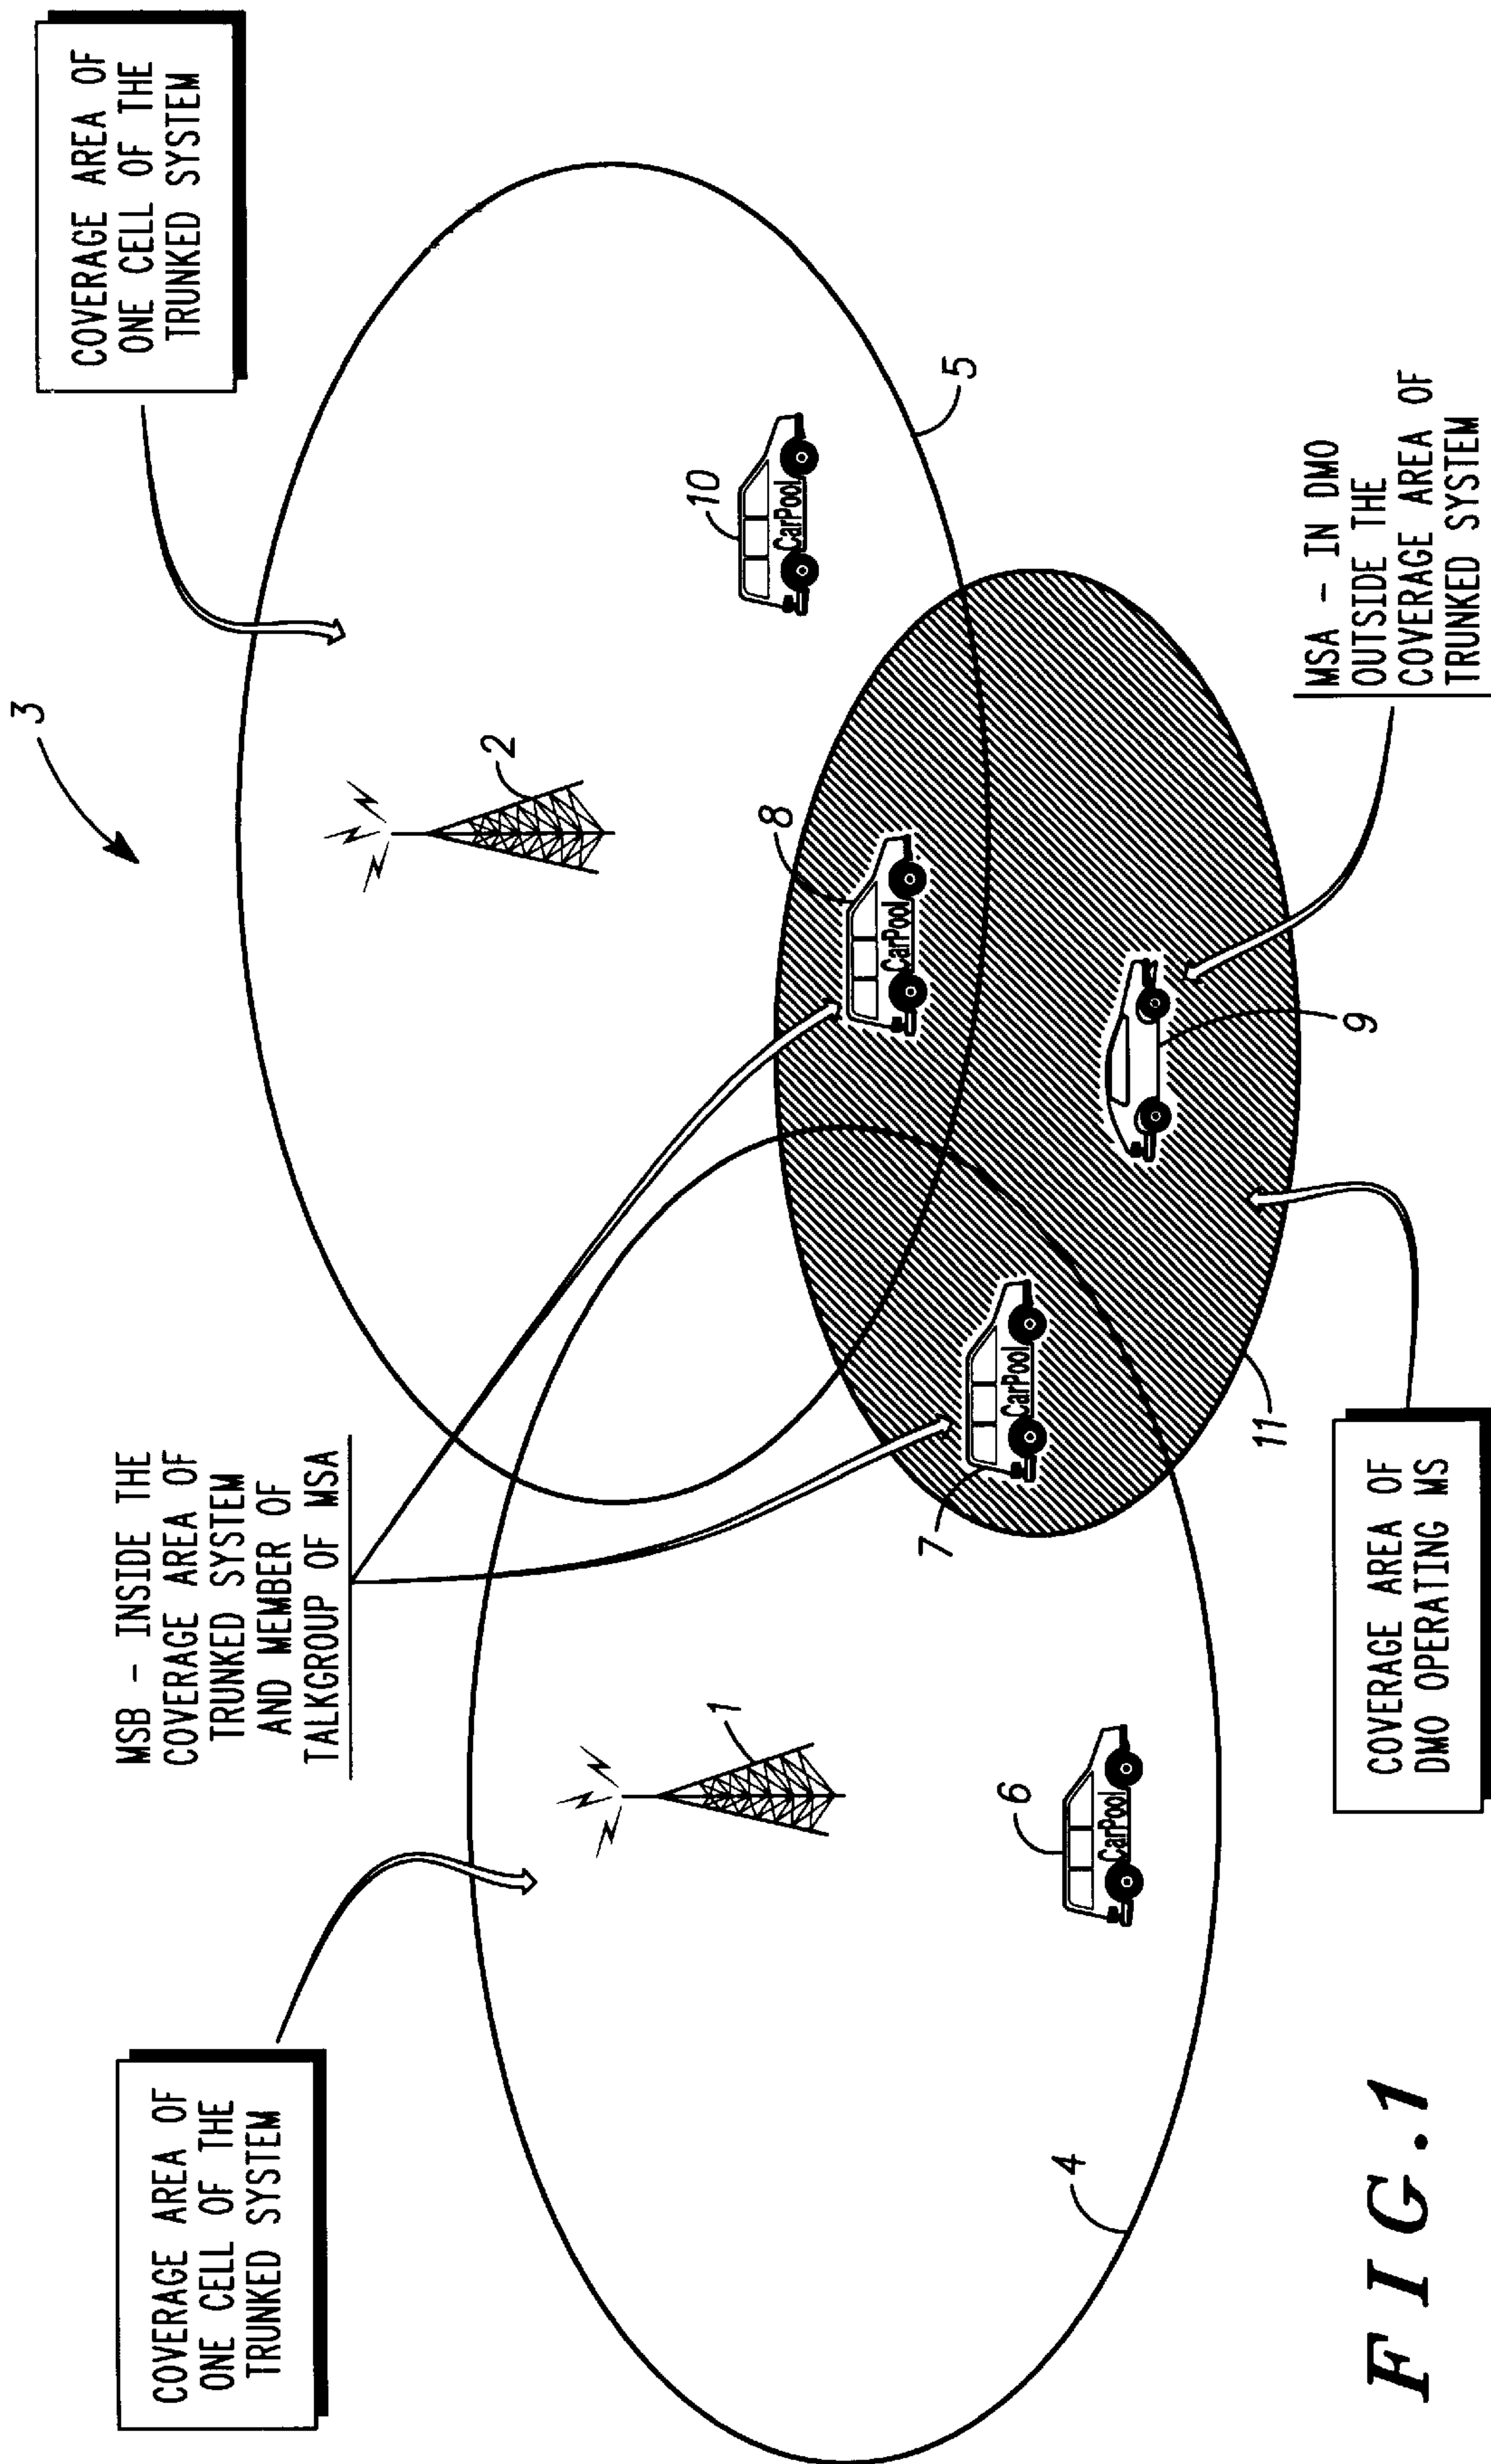 3
COVERAGE AREA OF
ONE CELL OF THE
TRUNKED SYSTEM
MSB - INSIDE THE
COVERAGE AREA OF
TRUNKED SYSTEM
AND MEMBER OF
TALKGROUP OF MSA
COVERAGE AREA OF
ONE CELL OF THE
TRUNKED SYSTEM
2
1
10
CarPool
8
CarPool
5
7
CarPool
6
CarPool
4
9
11
MSA - IN DMO
OUTSIDE THE
COVERAGE AREA OF
TRUNKED SYSTEM
COVERAGE AREA OF
DMO OPERATING MS
FIG.1